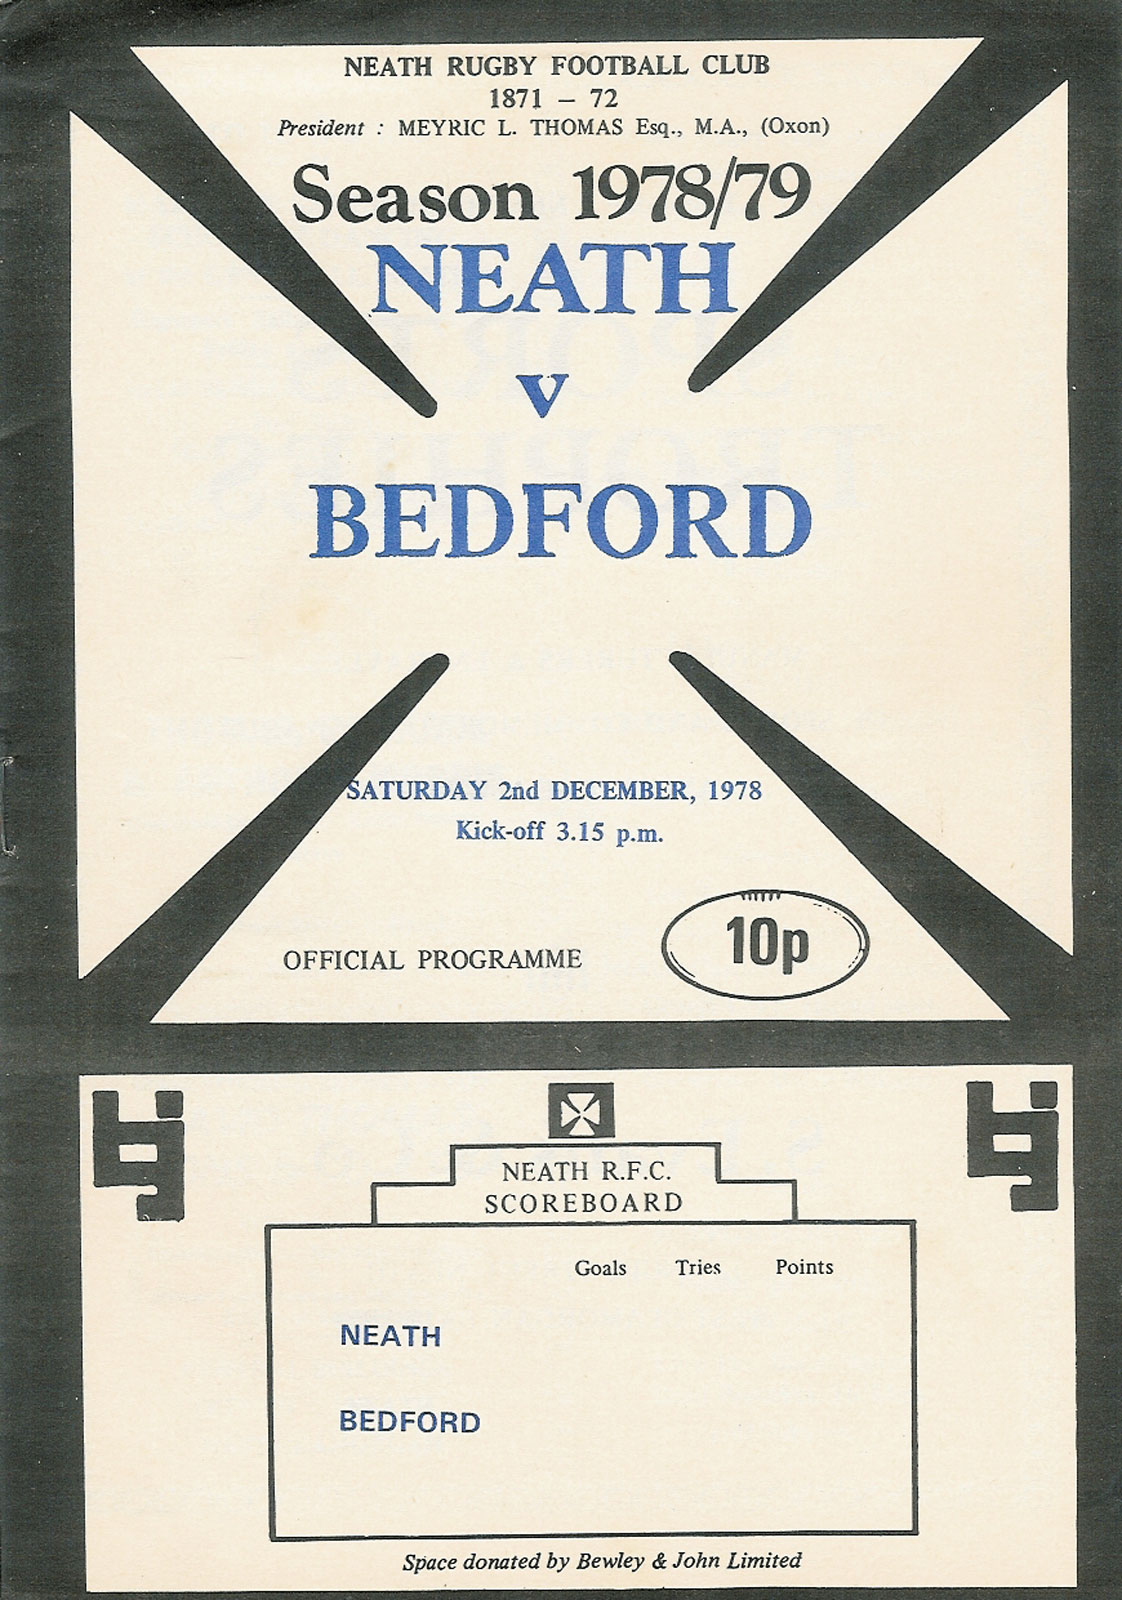 NEATH RUGBY FOOTBALL CLUB
1871 – 72
President : MEYRIC L. THOMAS Esq., M.A., (Oxon)
Season 1978/79
NEATH
v
BEDFORD
SATURDAY 2nd DECEMBER, 1978
Kick-off 3.15 p.m.
OFFICIAL PROGRAMME
10p
NEATH R.F.C.
SCOREBOARD
Goals Tries Points
NEATH
BEDFORD
Space donated by Bewley & John Limited